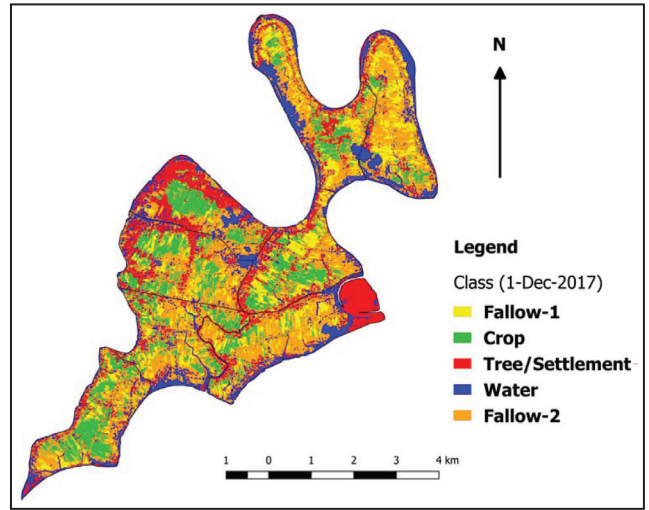 N
Legend
Class (1-Dec-2017)
Fallow-1
Crop
Tree/Settlement
Water
Fallow-2
1 0 1 2 3 4 km